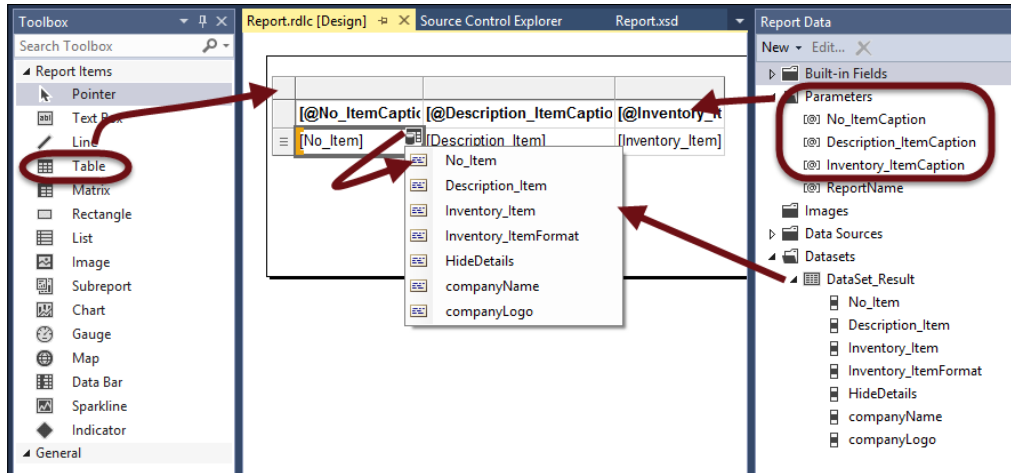 Toolbox
Search Toolbox
Report Items
Pointer
Text Box
Line
Table
Matrix
Rectangle
List
Image
Subreport
Chart
Gauge
Map
Data Bar
Sparkline
Indicator
General
Report.rdlc [Design] Source Control Explorer Report.xsd
[@No_ItemCaptic [@Description_ItemCaptio [@Inventory_It
[No_Item] [Description_Item] [Inventory_Item]
No_Item
Description_Item
Inventory_Item
Inventory_ItemFormat
HideDetails
companyName
companyLogo
Report Data
New Edit...
Built-in Fields
Parameters
[@] No_ItemCaption
[@] Description_ItemCaption
[@] Inventory_ItemCaption
[@] ReportName
Images
Data Sources
Datasets
DataSet_Result
No_Item
Description_Item
Inventory_Item
Inventory_ItemFormat
HideDetails
companyName
companyLogo